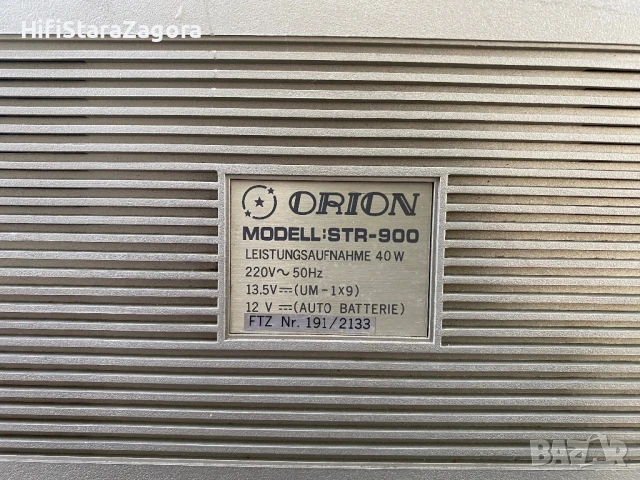 HifiStaraZagora
ORION
MODELL:STR-900
LEISTUNGSAUFNAHME 40W
220V~ 50Hz
13.5V⎓(UM-1X9)
12 V ⎓(AUTO BATTERIE)
FTZ Nr. 191/2133
BAZAR